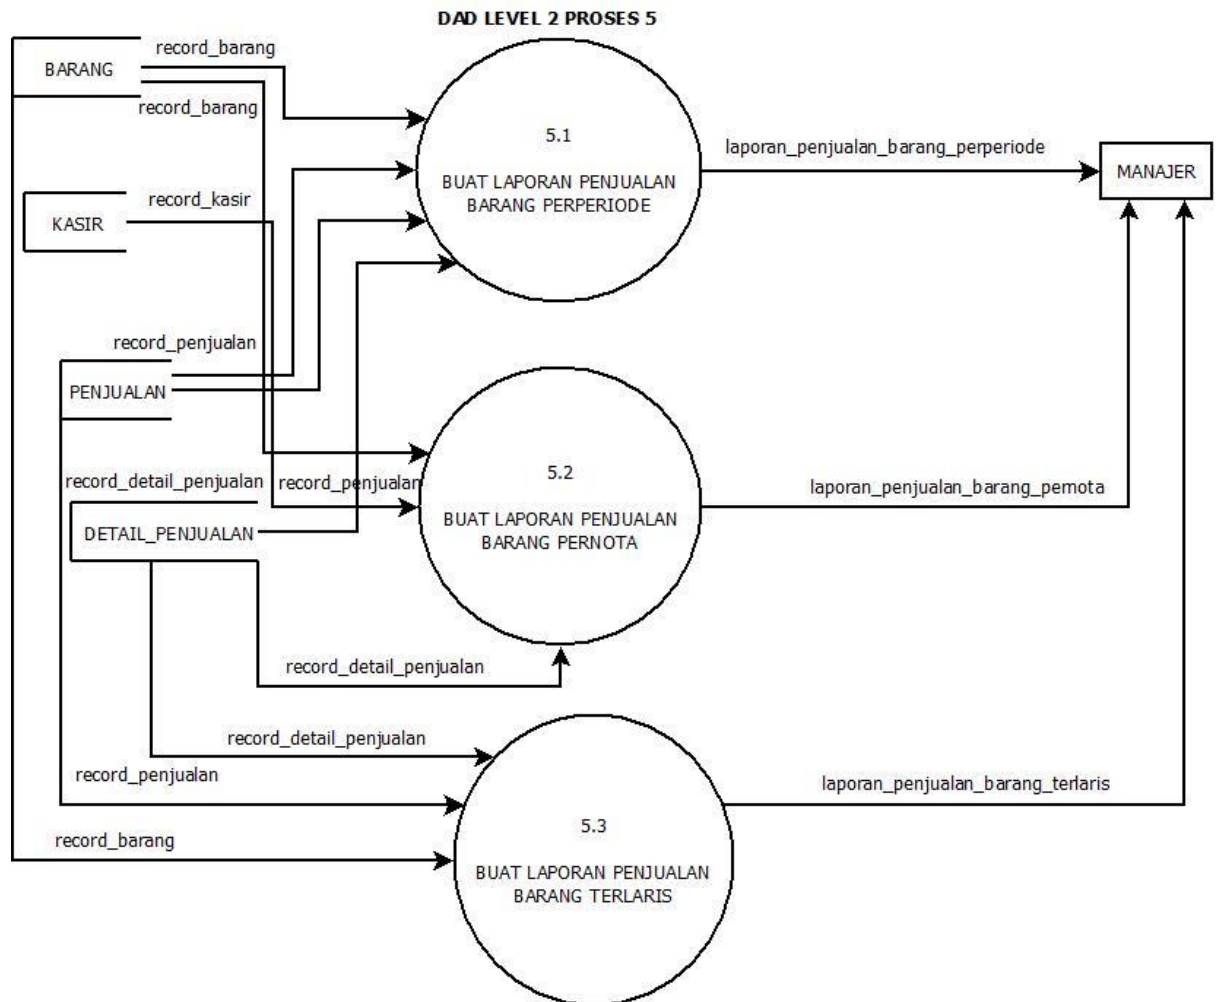 DAD LEVEL 2 PROSES 5
record_barang
BARANG
record_barang
5.1
BUAT LAPORAN PENJUALAN
BARANG PERPERIODE
laporan_penjualan_barang_perperiode
MANAJER
record_kasir
KASIR
record_penjualan
PENJUALAN
record_detail_penjualan
record_penjualan
DETAIL_PENJUALAN
5.2
BUAT LAPORAN PENJUALAN
BARANG PERNOTA
laporan_penjualan_barang_pernota
record_detail_penjualan
record_detail_penjualan
record_penjualan
record_barang
5.3
BUAT LAPORAN PENJUALAN
BARANG TERLARIS
laporan_penjualan_barang_terlaris